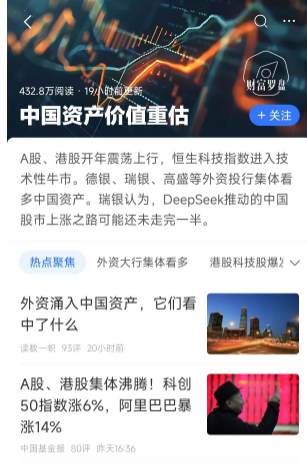 432.8万阅读 · 19小时前更新
财富罗盘
中国资产价值重估
+ 关注
A股、港股开年震荡上行，恒生科技指数进入技
术性牛市。德银、瑞银、高盛等外资投行集体看
多中国资产。瑞银认为，DeepSeek推动的中国
股市上涨之路可能还未走完一半。
热点聚焦 外资大行集体看多 港股科技股爆发
外资涌入中国资产，它们看
中了什么
读数一帜 93评 20小时前
A股、港股集体沸腾！科创
50指数涨6%，阿里巴巴暴
涨14%
中国基金报 80评 昨天16:36